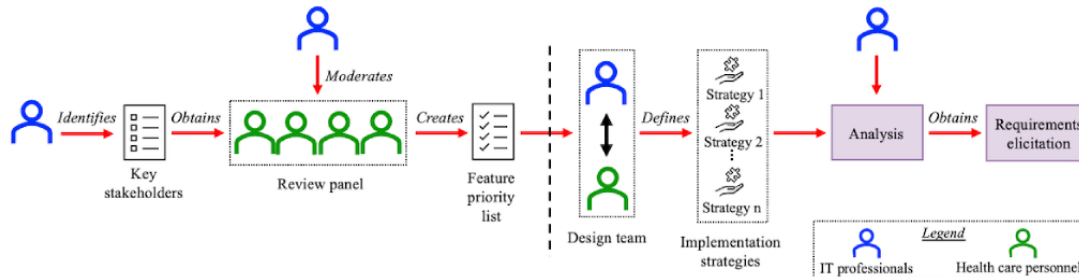 Identifies
Key
stakeholders
Obtains
Moderates
Review panel
Creates
Feature
priority
list
Design team
Defines
Strategy 1
Strategy 2
Strategy n
Implementation
strategies
Analysis
Obtains
Requirements
elicitation
Legend
IT professionals
Health care personnel